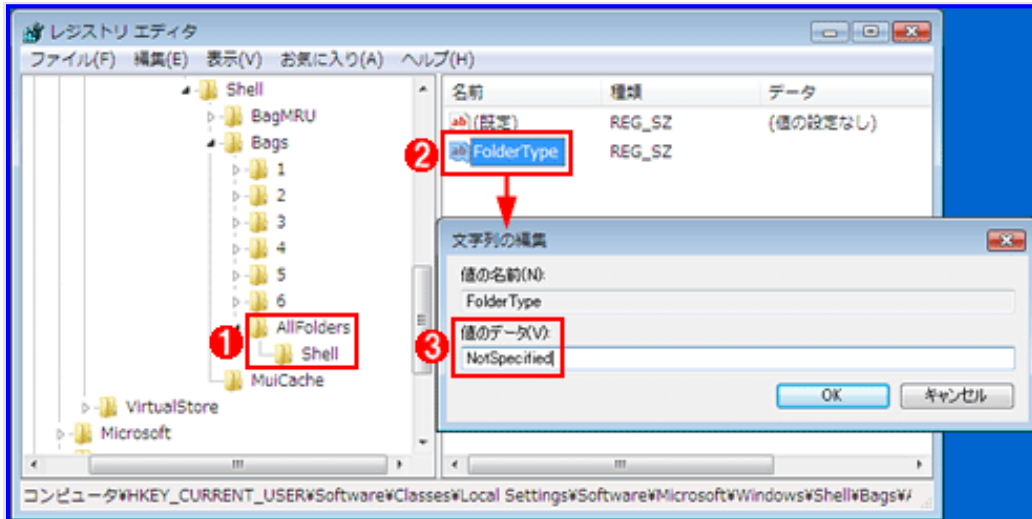 レジストリ エディタ
ファイル(F) 編集(E) 表示(V) お気に入り(A) ヘルプ(H)
Shell
BagMRU
Bags
1
2
3
4
5
6
AllFolders
Shell
MuiCache
VirtualStore
Microsoft
1
名前 種類 データ
(既定) REG_SZ (値の設定なし)
2
FolderType REG_SZ
文字列の編集
値の名前(N):
FolderType
3
値のデータ(V):
NotSpecified
OK キャンセル
コンピュータ¥HKEY_CURRENT_USER¥Software¥Classes¥Local Settings¥Software¥Microsoft¥Windows¥Shell¥Bags¥